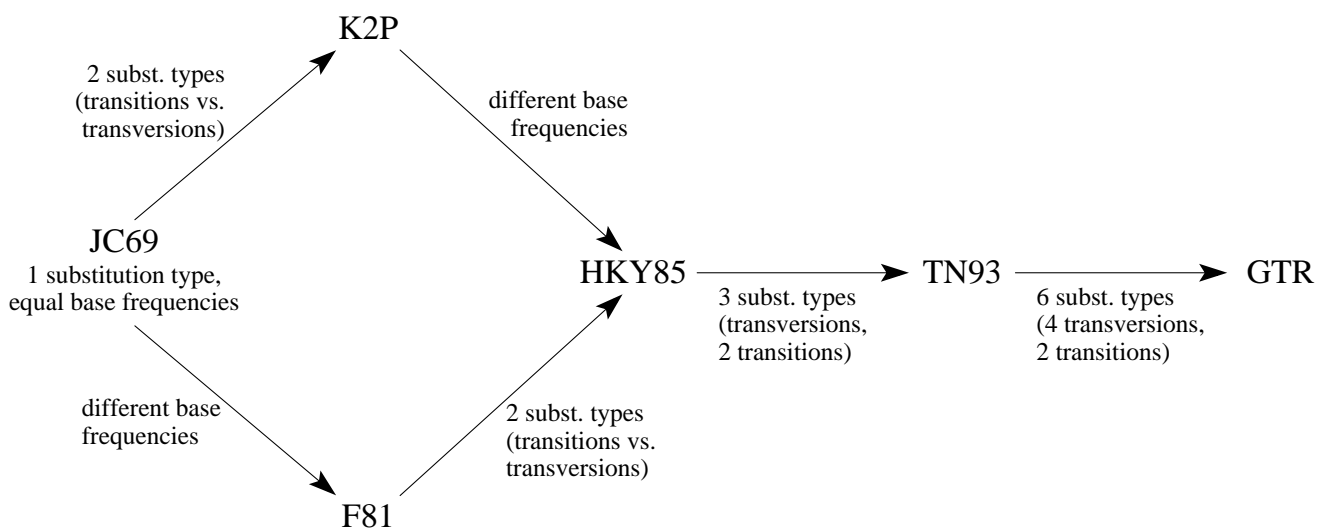 K2P
2 subst. types
(transitions vs.
transversions)
different base
frequencies
JC69
1 substitution type,
equal base frequencies
HKY85
TN93
GTR
3 subst. types
(transversions,
2 transitions)
6 subst. types
(4 transversions,
2 transitions)
different base
frequencies
2 subst. types
(transitions vs.
transversions)
F81